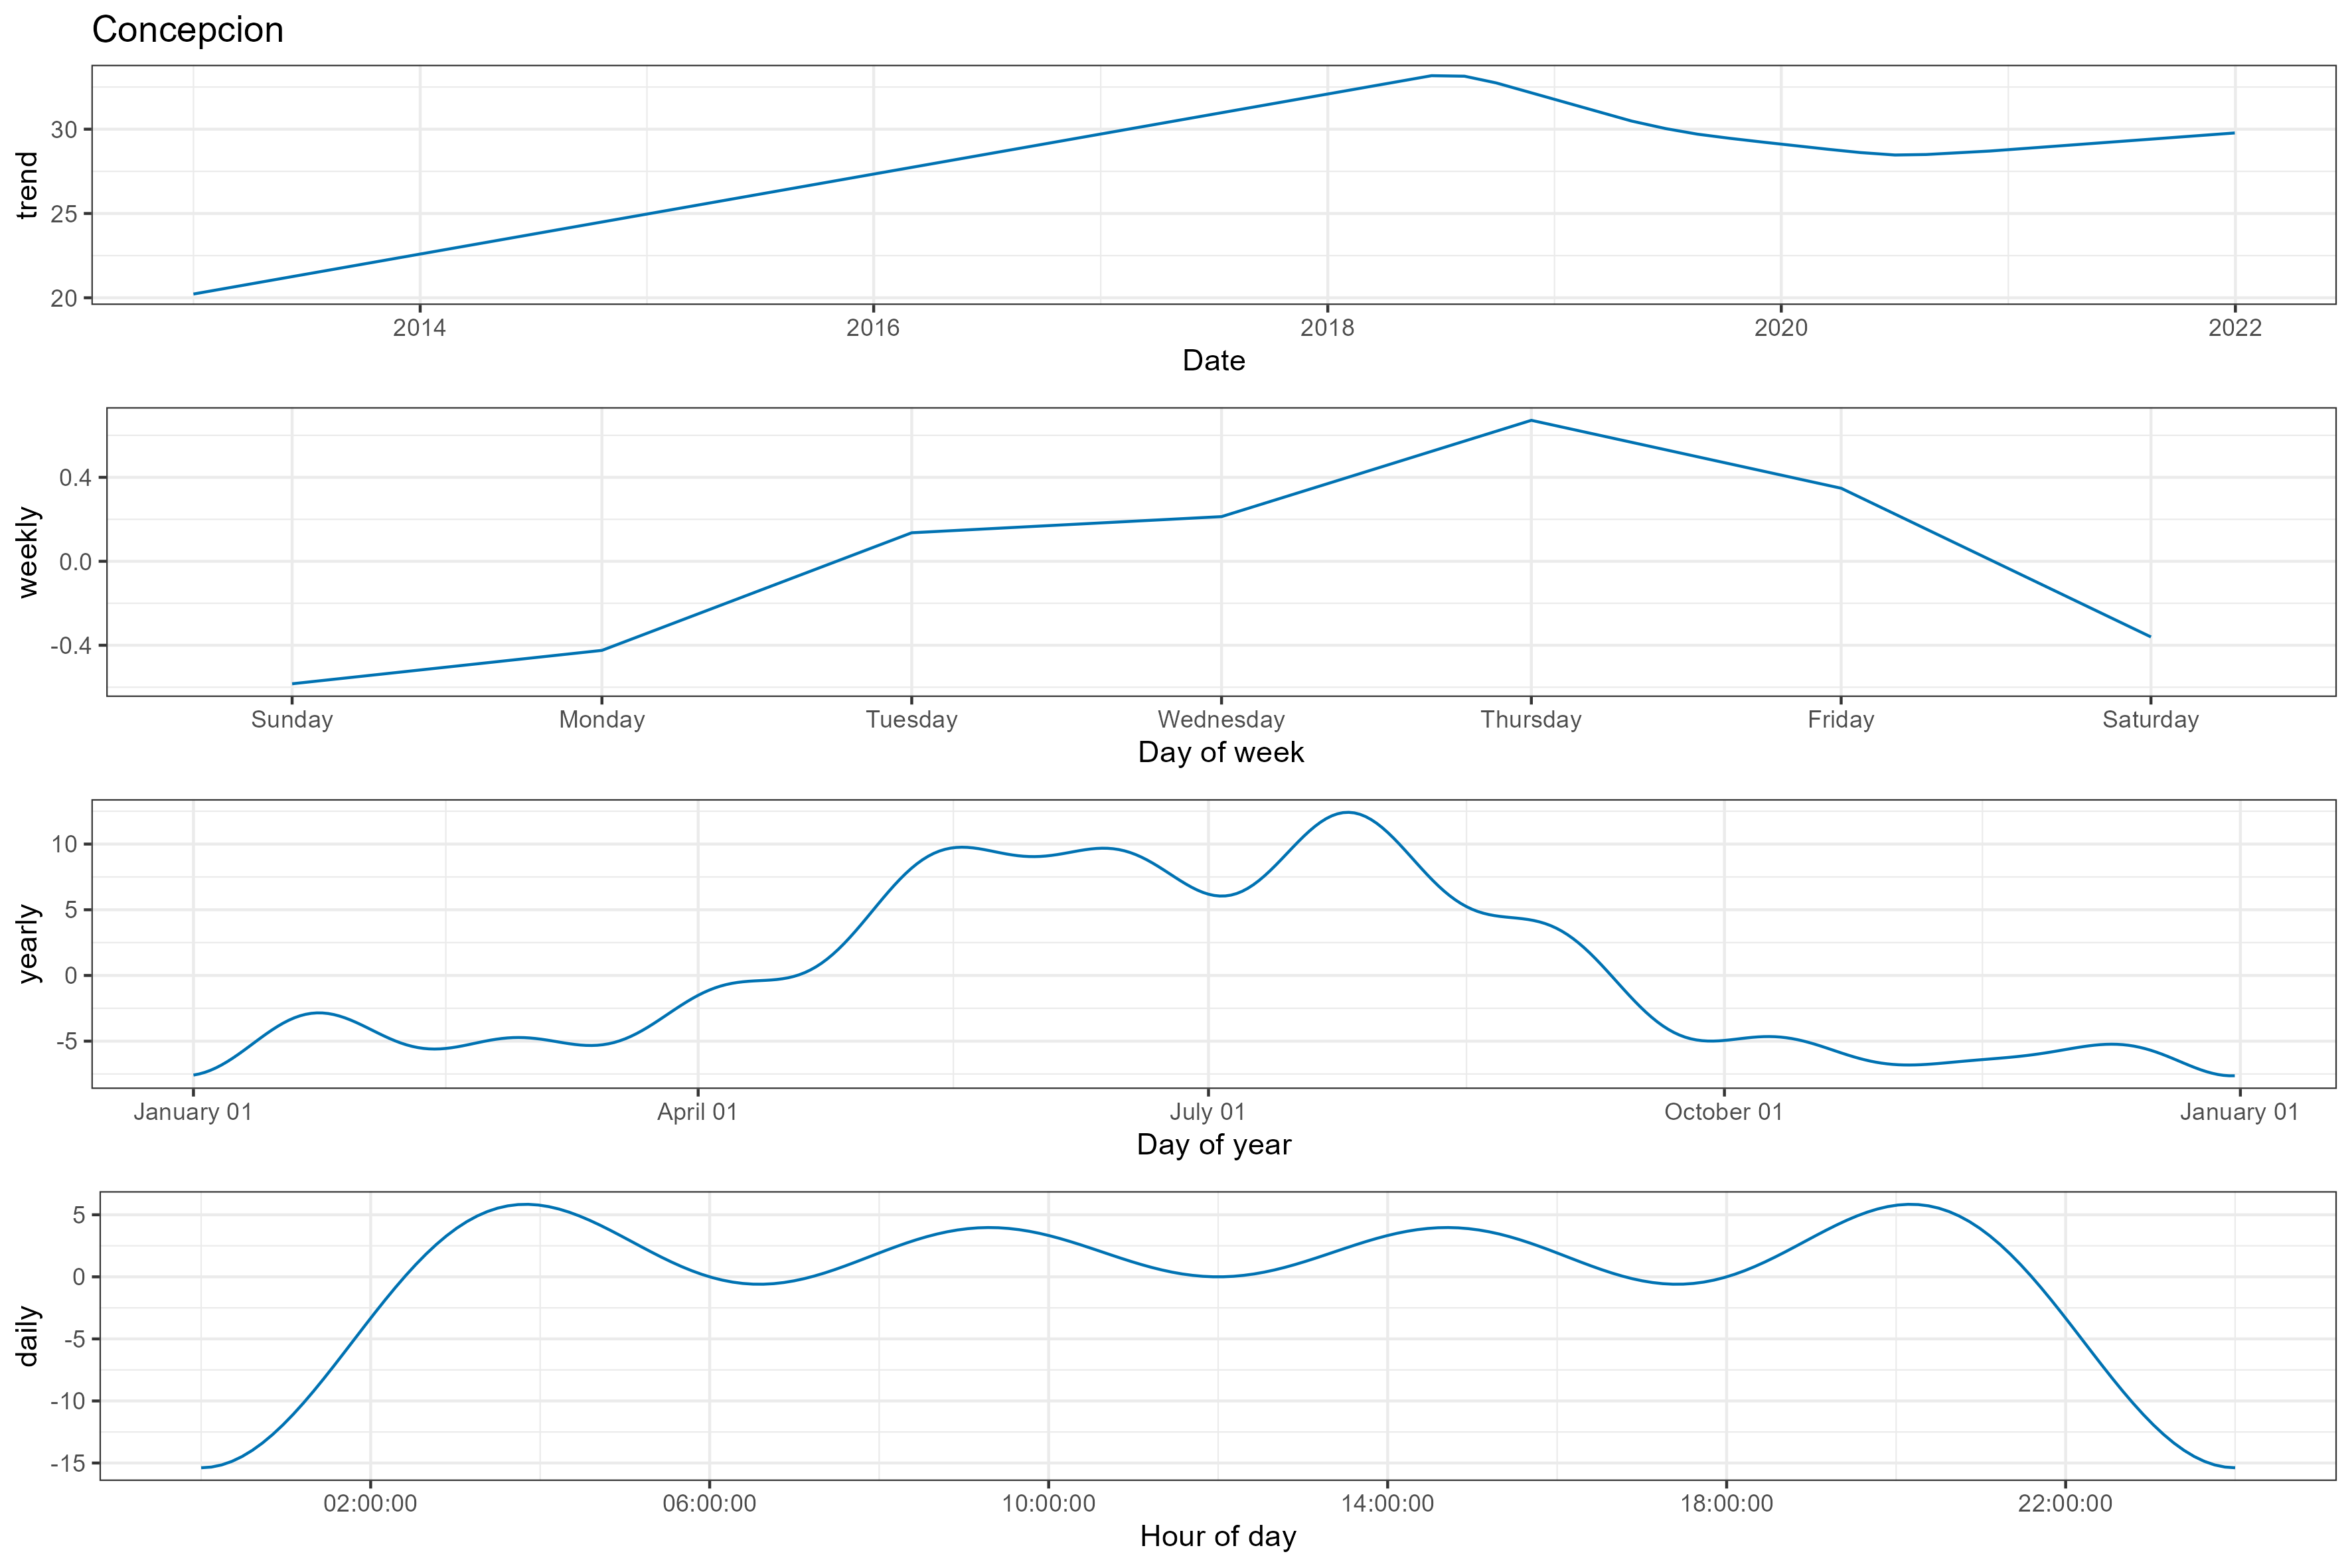 Concepcion
trend
30
25
20
2014 2016 2018 2020 2022
Date
weekly
0.4
0.0
-0.4
Sunday Monday Tuesday Wednesday Thursday Friday Saturday
Day of week
yearly
10
5
0
-5
January 01 April 01 July 01 October 01 January 01
Day of year
daily
5
0
-5
-10
-15
02:00:00 06:00:00 10:00:00 14:00:00 18:00:00 22:00:00
Hour of day